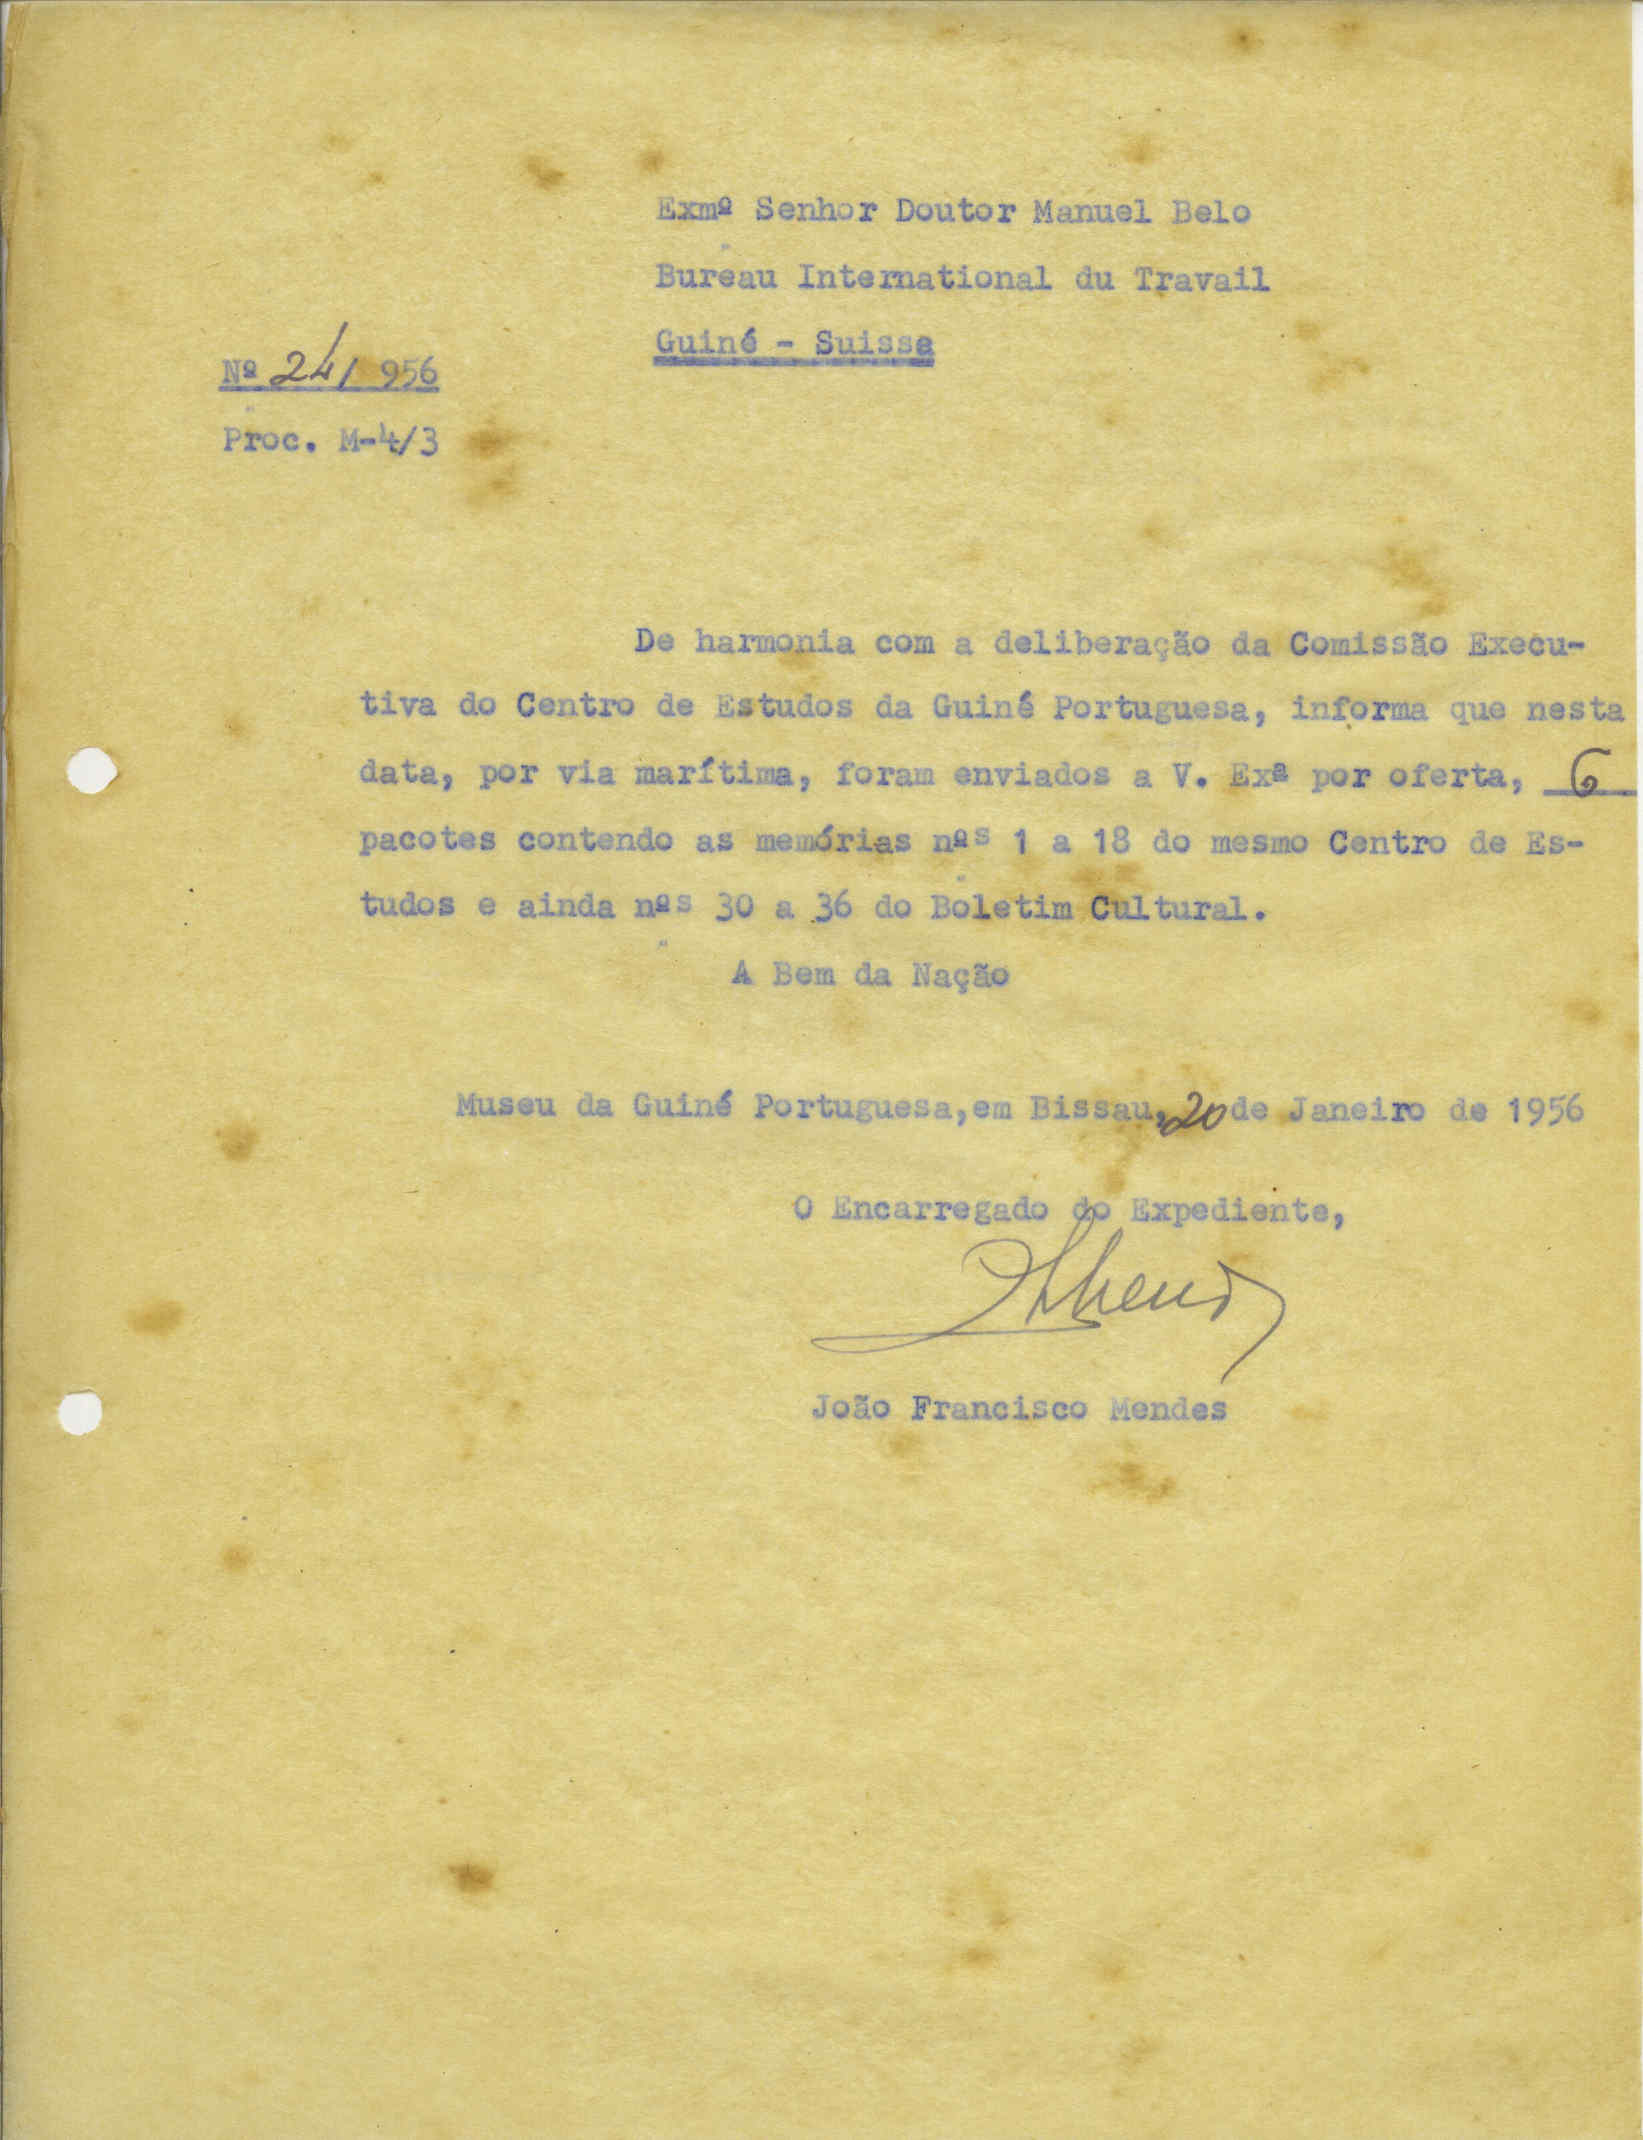 Exmº Senhor Doutor Manuel Belo
Bureau International du Travail
Guiné - Suissa
Nº 24/ 956
Proc. M-4/3
De harmonia com a deliberação da Comissão Execu-
tiva do Centro de Estudos da Guiné Portuguesa, informa que nesta
data, por via marítima, foram enviados a V. Exª por oferta, 6
pacotes contendo as memórias nºs 1 a 18 do mesmo Centro de Es-
tudos e ainda nºs 30 a 36 do Boletim Cultural.
A Bem da Nação
Museu da Guiné Portuguesa, em Bissau, 20 de Janeiro de 1956
O Encarregado do Expediente,
João Francisco Mendes